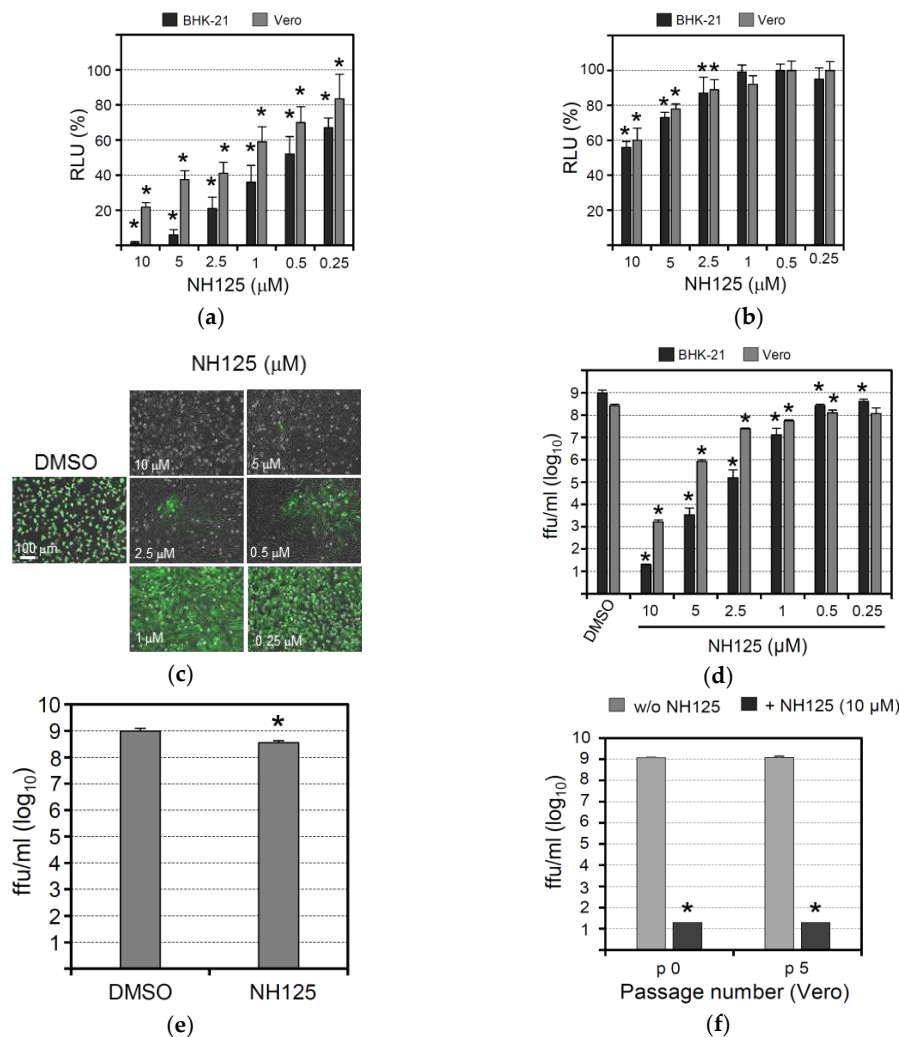 BHK-21 Vero
* * * * * * * * * * * *
RLU (%)
100
80
60
40
20
10 5 2.5 1 0.5 0.25
NH125 (μM)
(a)
BHK-21 Vero
* * * * **
RLU (%)
100
80
60
40
20
10 5 2.5 1 0.5 0.25
NH125 (μM)
(b)
NH125 (μM)
DMSO
100 μm
10 μM
5 μM
2.5 μM
0.5 μM
1 μM
0.25 μM
(c)
BHK-21 Vero
* * * * * * * * * * *
ffu/ml (log10)
9
8
7
6
5
4
3
2
1
DMSO 10 5 2.5 1 0.5 0.25
NH125 (μM)
(d)
ffu/ml (log10)
10
9
8
7
6
5
4
3
2
1
*
DMSO NH125
(e)
w/o NH125 + NH125 (10 μM)
ffu/ml (log10)
10
9
8
7
6
5
4
3
2
1
* *
p 0 p 5
Passage number (Vero)
(f)